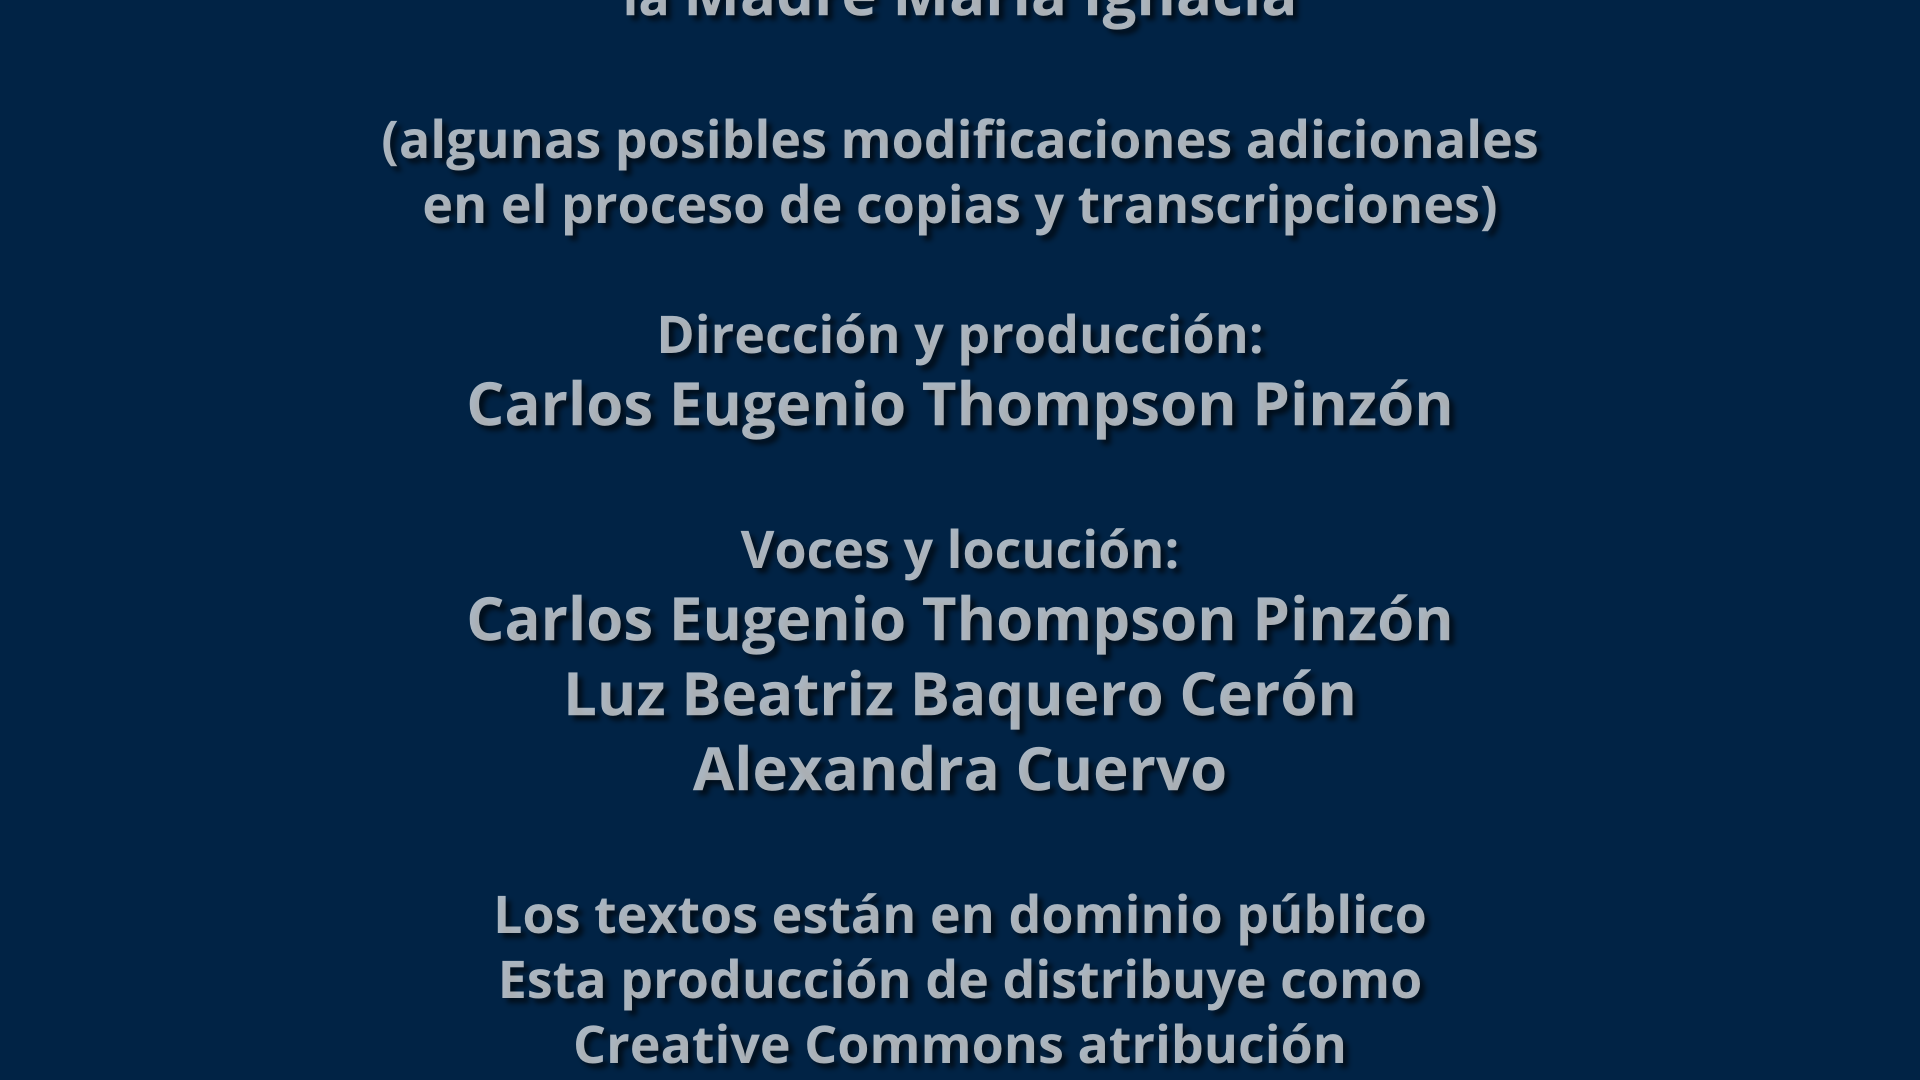 la Madre María Ignacia
(algunas posibles modificaciones adicionales
en el proceso de copias y transcripciones)
Dirección y producción:
Carlos Eugenio Thompson Pinzón
Voces y locución:
Carlos Eugenio Thompson Pinzón
Luz Beatriz Baquero Cerón
Alexandra Cuervo
Los textos están en dominio público
Esta producción de distribuye como
Creative Commons atribución